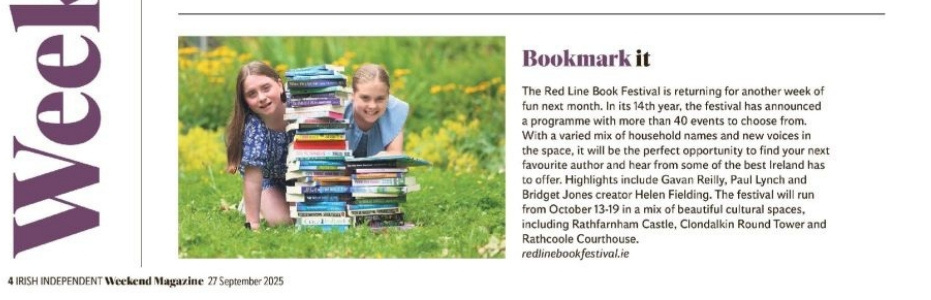 Week
Bookmark it
The Red Line Book Festival is returning for another week of
fun next month. In its 14th year, the festival has announced
a programme with more than 40 events to choose from.
With a varied mix of household names and new voices in
the space, it will be the perfect opportunity to find your next
favourite author and hear from some of the best Ireland has
to offer. Highlights include Gavan Reilly, Paul Lynch and
Bridget Jones creator Helen Fielding. The festival will run
from October 13-19 in a mix of beautiful cultural spaces,
including Rathfarnham Castle, Clondalkin Round Tower and
Rathcoole Courthouse.
redlinebookfestival.ie
4 IRISH INDEPENDENT Weekend Magazine 27 September 2025